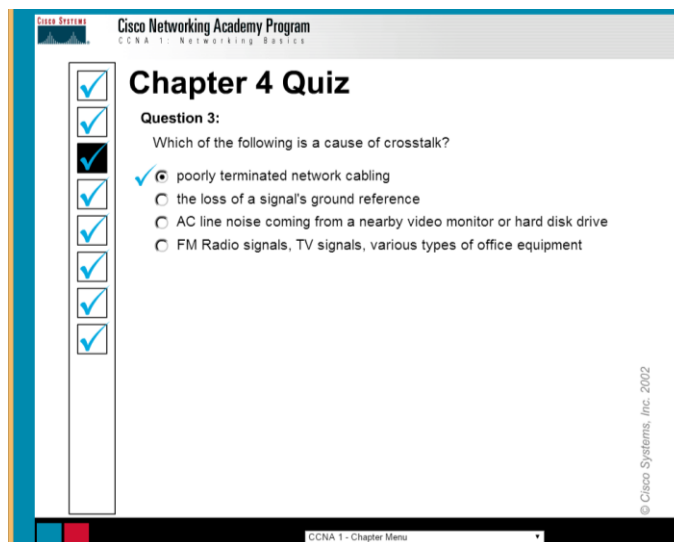 CISCO SYSTEMS
Cisco Networking Academy Program
CCNA 1: Networking Basics
Chapter 4 Quiz
Question 3:
Which of the following is a cause of crosstalk?
poorly terminated network cabling
the loss of a signal's ground reference
AC line noise coming from a nearby video monitor or hard disk drive
FM Radio signals, TV signals, various types of office equipment
© Cisco Systems, Inc. 2002
CCNA 1 - Chapter Menu